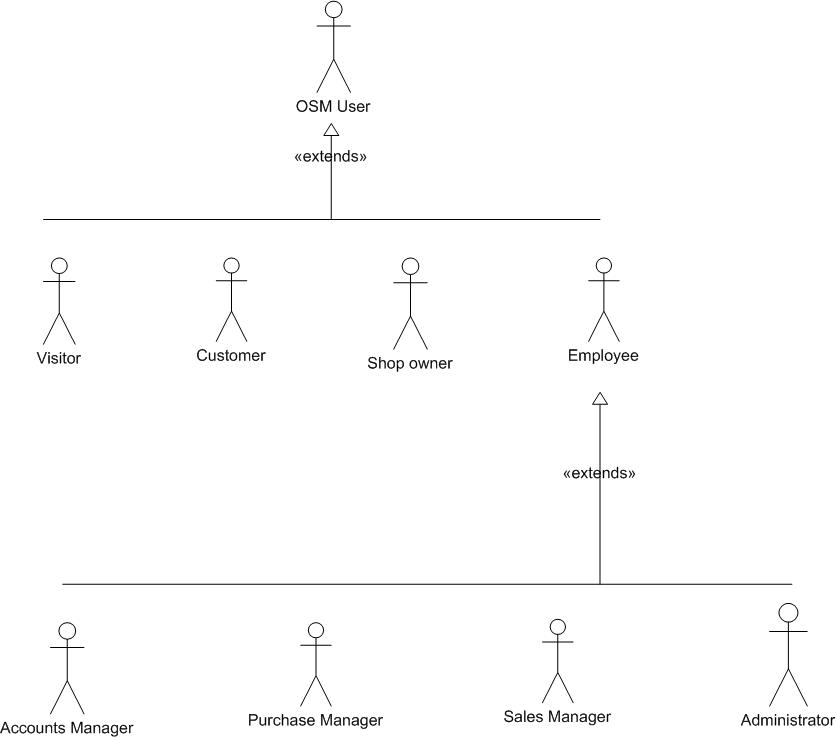 OSM User
«extends»
Visitor
Customer
Shop owner
Employee
«extends»
Accounts Manager
Purchase Manager
Sales Manager
Administrator